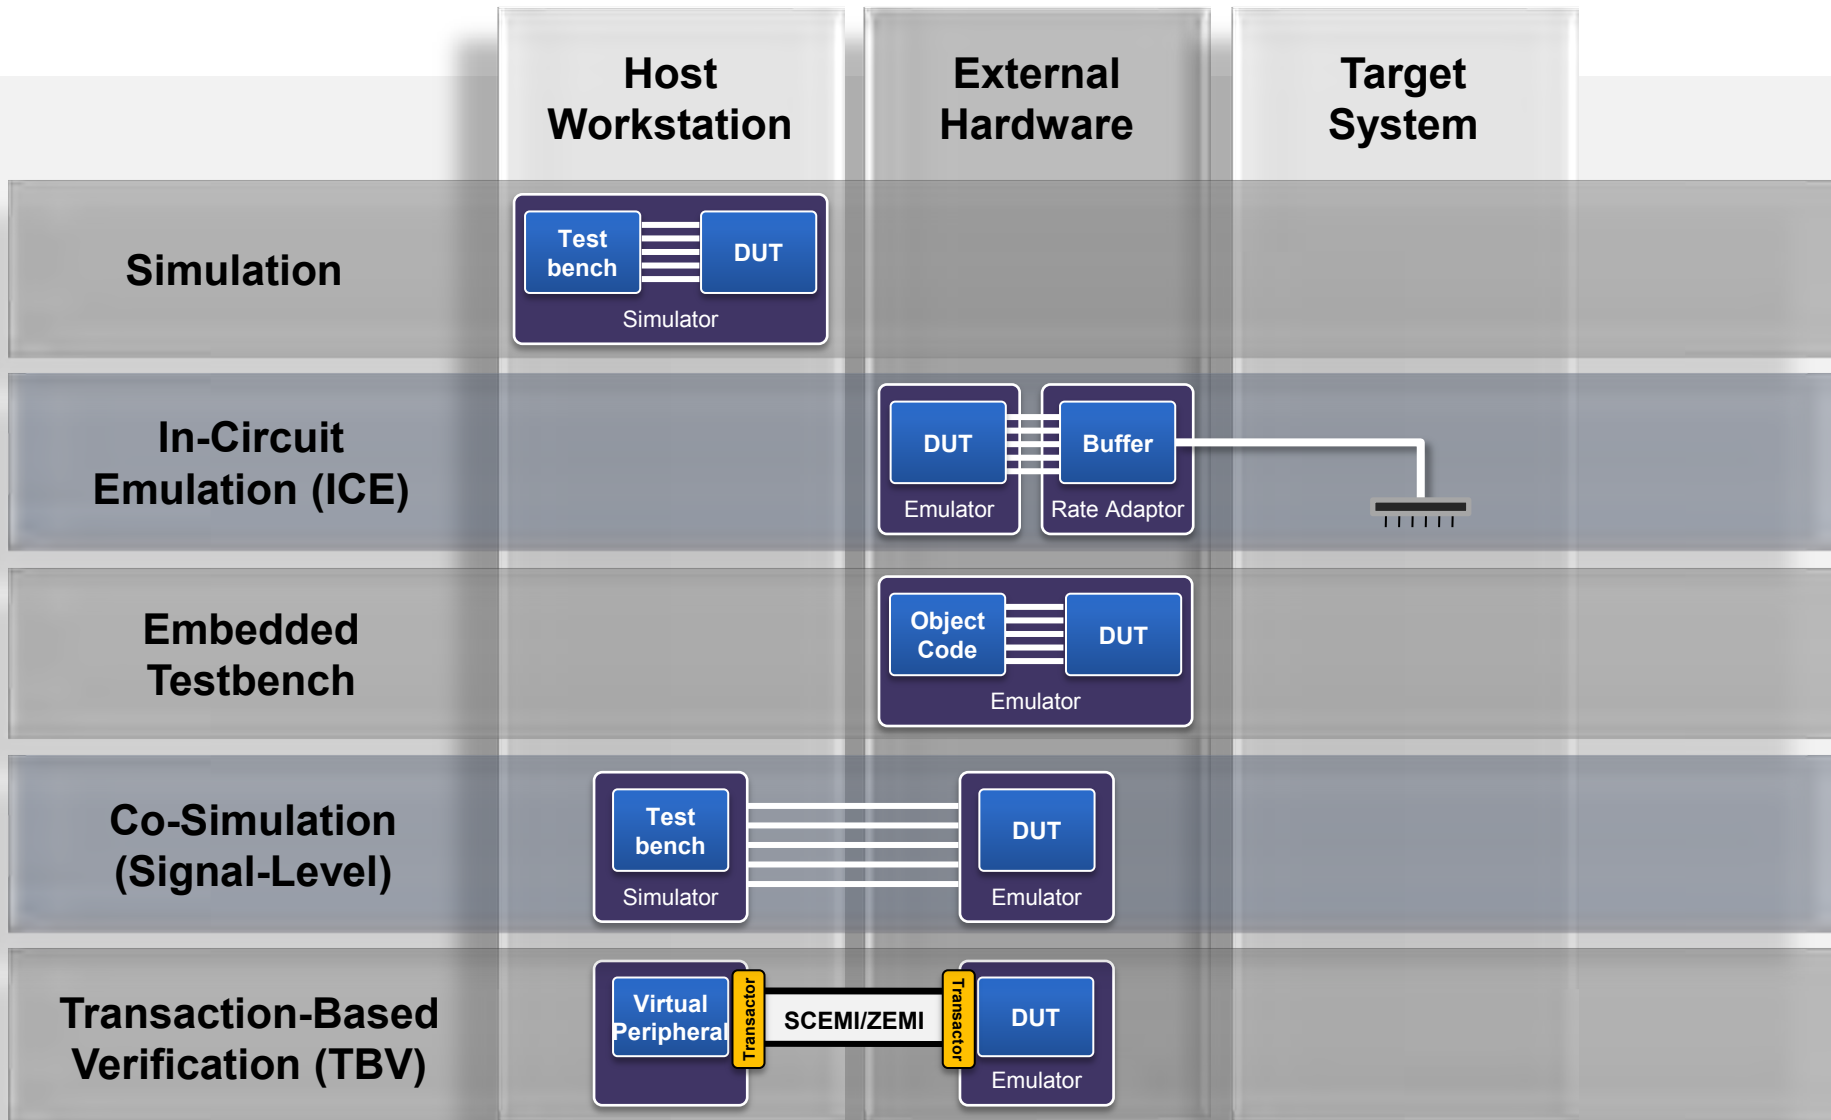 Host
Workstation
External
Hardware
Target
System
Simulation
Test
bench
DUT
Simulator
In-Circuit
Emulation (ICE)
DUT
Emulator
Buffer
Rate Adaptor
Embedded
Testbench
Object
Code
DUT
Emulator
Co-Simulation
(Signal-Level)
Test
bench
Simulator
DUT
Emulator
Transaction-Based
Verification (TBV)
Virtual
Peripheral
Transactor
SCEMI/ZEMI
Transactor
DUT
Emulator